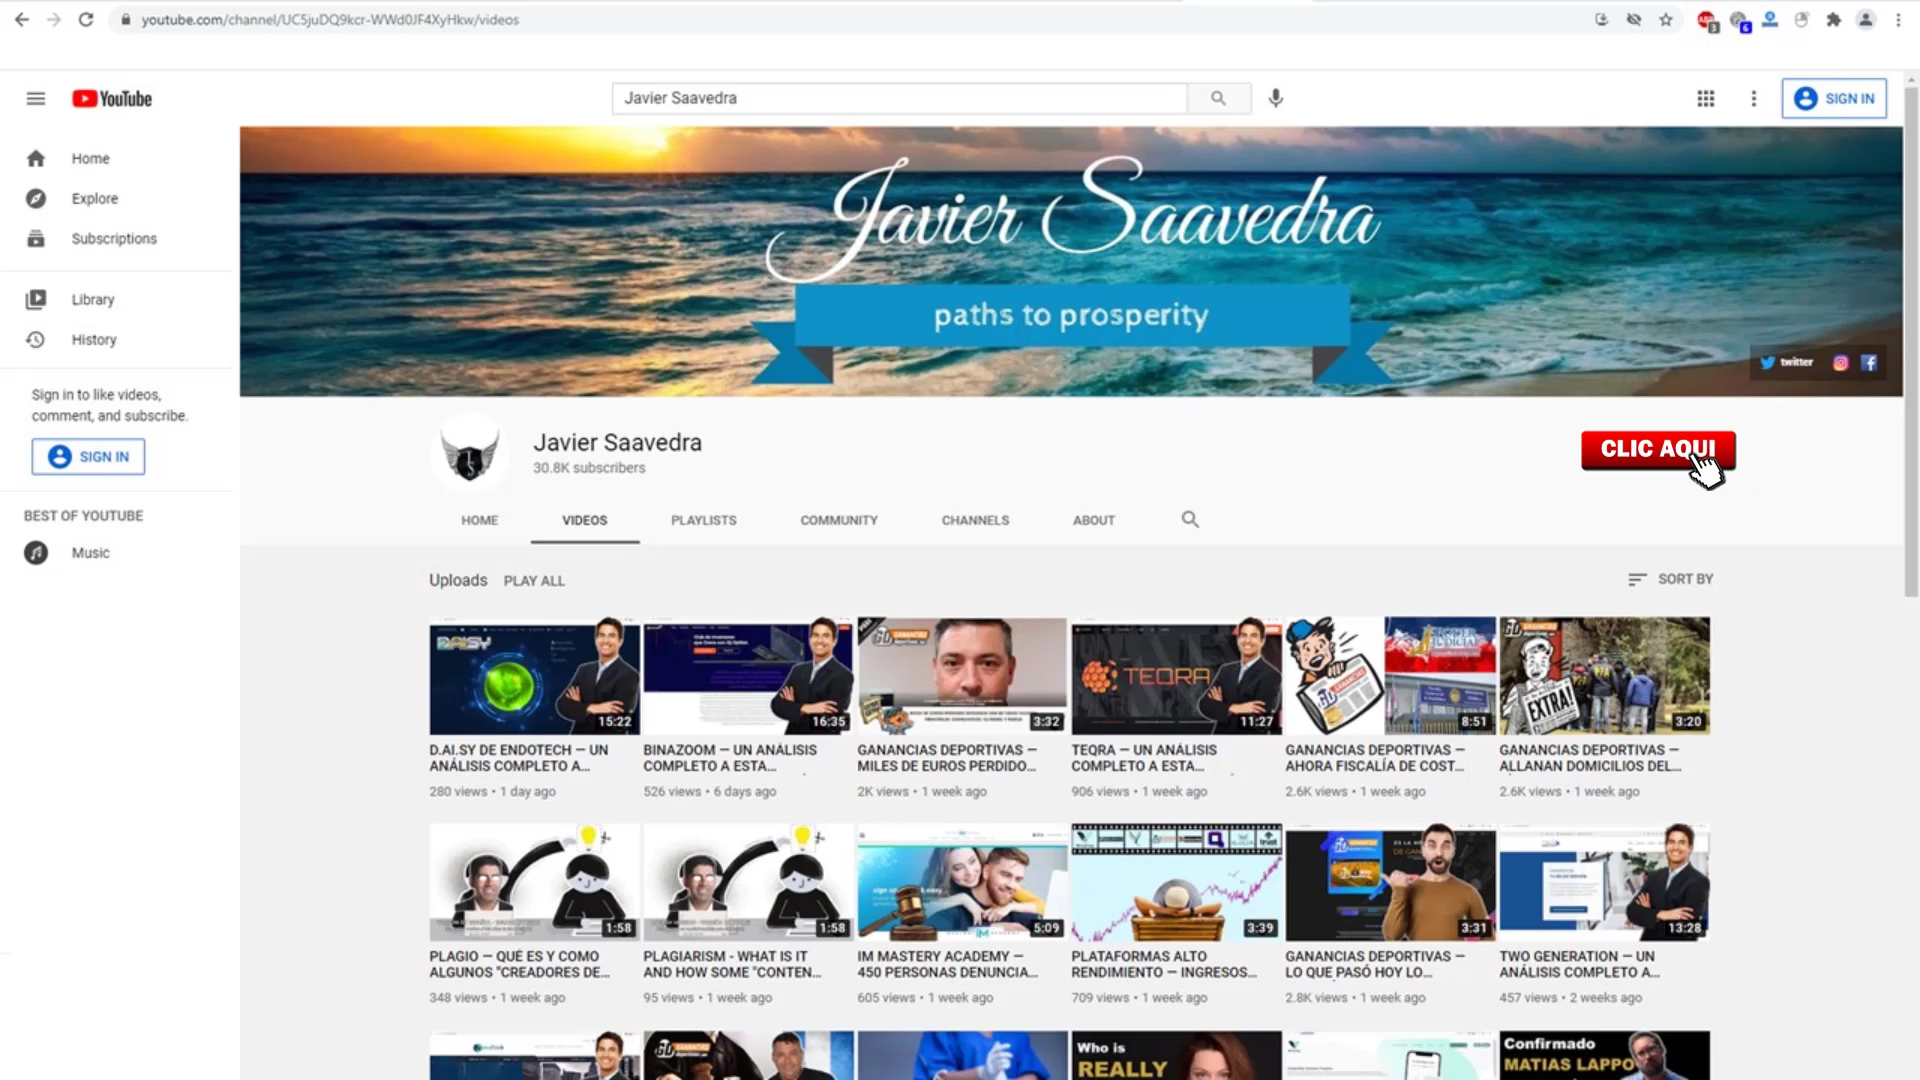 youtube.com/channel/UC5juDQ9kcr-WWd0JF4XyHkw/videos
3
6
YouTube
Javier Saavedra
SIGN IN
Home
Explore
Subscriptions
Library
History
Sign in to like videos,
comment, and subscribe.
SIGN IN
BEST OF YOUTUBE
Music
Javier Saavedra
paths to prosperity
twitter
Javier Saavedra
30.8K subscribers
CLIC AQUI
HOME VIDEOS PLAYLISTS COMMUNITY CHANNELS ABOUT
Uploads PLAY ALL
SORT BY
15:22
16:35
3:32
TEQRA
11:27
8:51
EXTRA!
3:20
D.AI.SY DE ENDOTECH – UN
ANÁLISIS COMPLETO A...
280 views • 1 day ago
BINAZOOM – UN ANÁLISIS
COMPLETO A ESTA...
526 views • 6 days ago
GANANCIAS DEPORTIVAS –
MILES DE EUROS PERDIDO...
2K views • 1 week ago
TEQRA – UN ANÁLISIS
COMPLETO A ESTA...
906 views • 1 week ago
GANANCIAS DEPORTIVAS –
AHORA FISCALÍA DE COST...
2.6K views • 1 week ago
GANANCIAS DEPORTIVAS –
ALLANAN DOMICILIOS DEL...
2.6K views • 1 week ago
1:58
1:58
5:09
3:39
3:31
13:28
PLAGIO – QUÉ ES Y COMO
ALGUNOS "CREADORES DE...
348 views • 1 week ago
PLAGIARISM - WHAT IS IT
AND HOW SOME "CONTEN...
95 views • 1 week ago
IM MASTERY ACADEMY –
450 PERSONAS DENUNCIA...
605 views • 1 week ago
PLATAFORMAS ALTO
RENDIMIENTO – INGRESOS...
709 views • 1 week ago
GANANCIAS DEPORTIVAS –
LO QUE PASÓ HOY LO...
2.8K views • 1 week ago
TWO GENERATION – UN
ANÁLISIS COMPLETO A...
457 views • 2 weeks ago
Who is
REALLY
Confirmado
MATIAS LAPPO